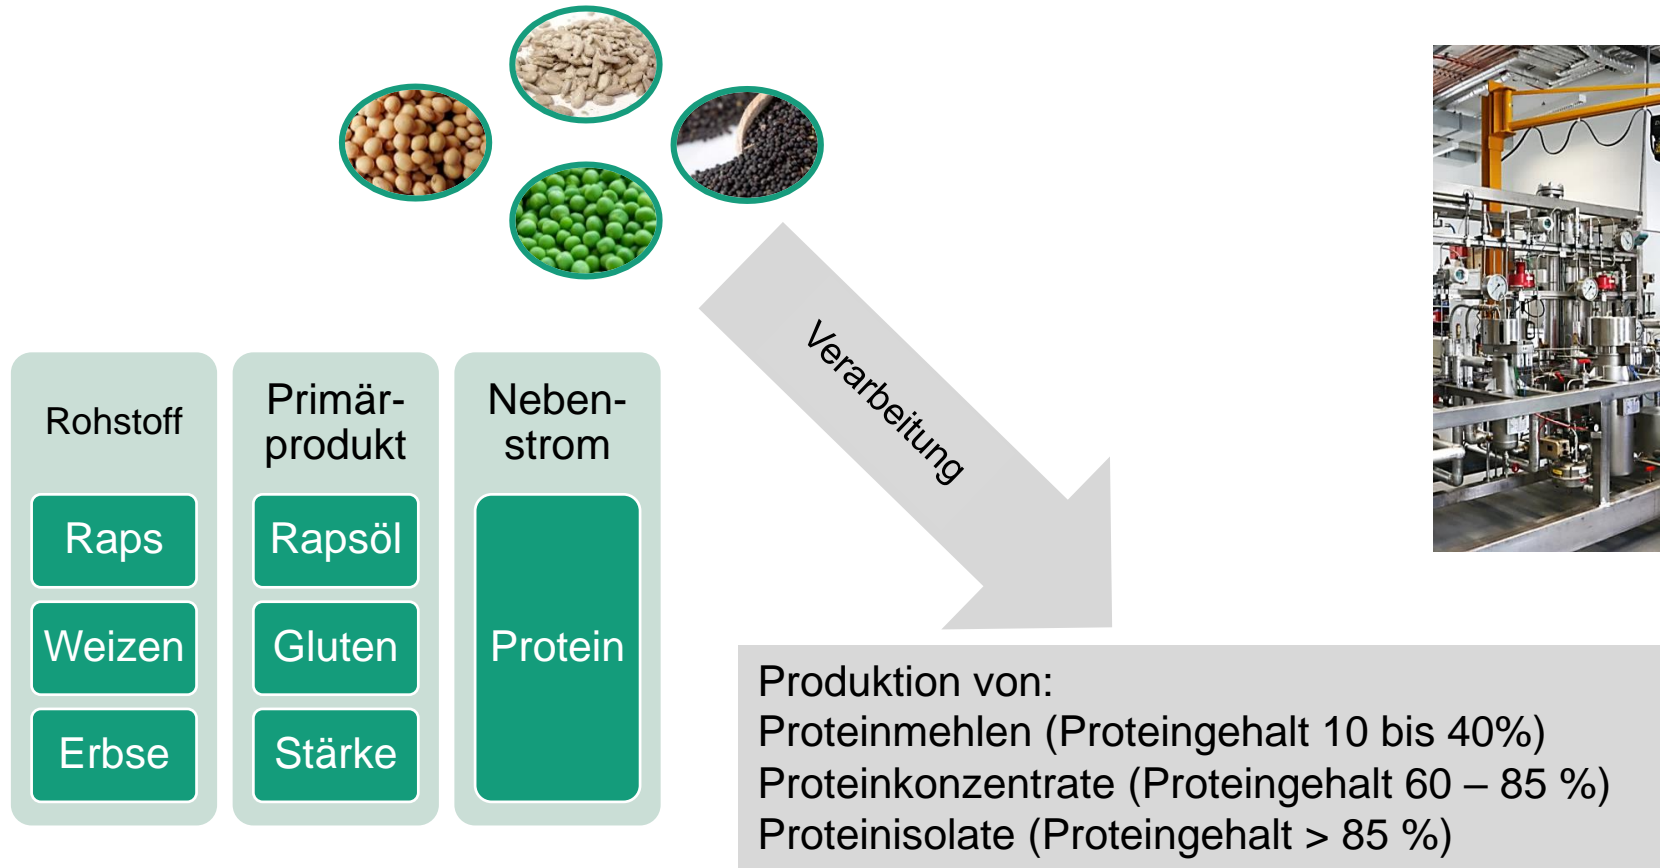 Verarbeitung
Rohstoff
Raps
Weizen
Erbse
Primär-
produkt
Rapsöl
Gluten
Stärke
Neben-
strom
Protein
Produktion von:
Proteinmehlen (Proteingehalt 10 bis 40%)
Proteinkonzentrate (Proteingehalt 60 – 85 %)
Proteinisolate (Proteingehalt > 85 %)